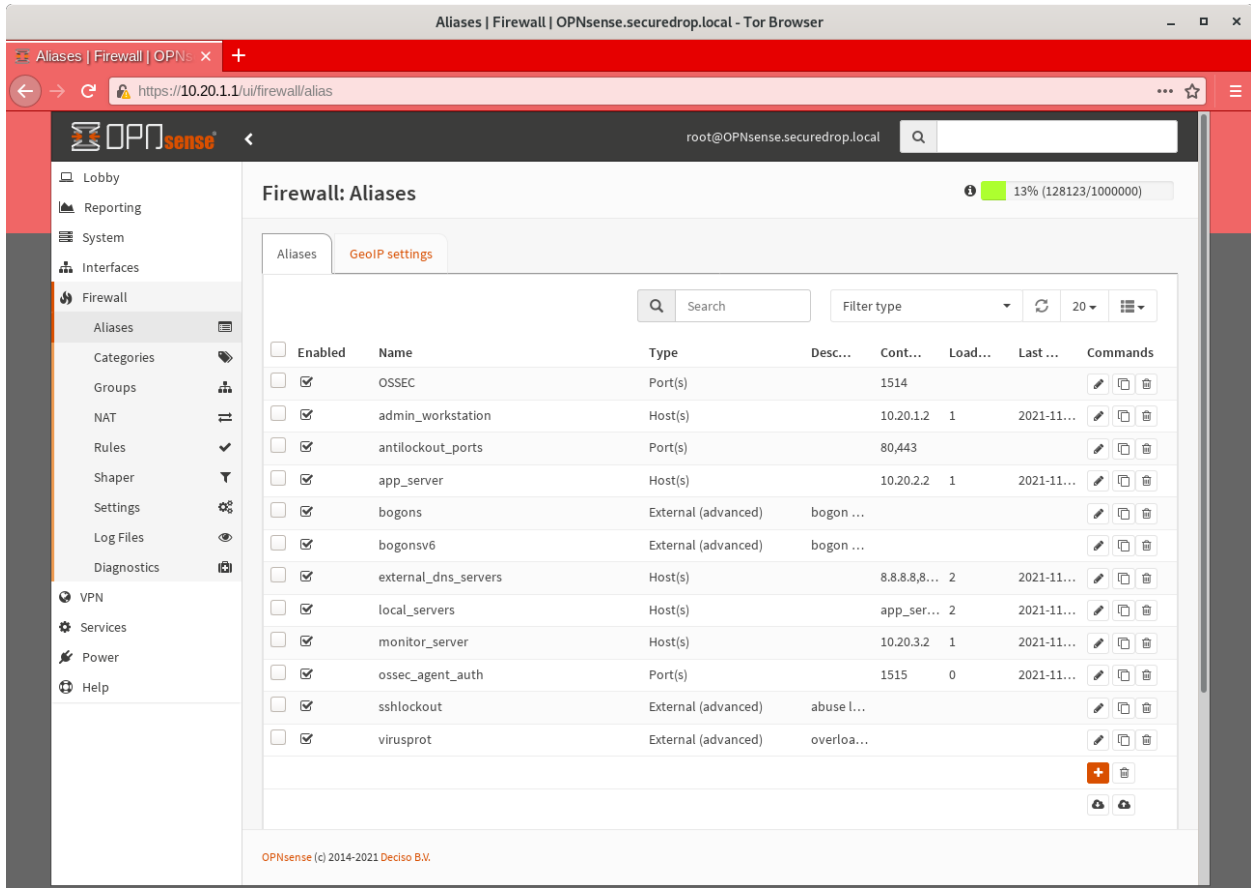 Aliases | Firewall | OPNsense.securedrop.local - Tor Browser
Aliases | Firewall | OPNs
https://10.20.1.1/ui/firewall/alias
OPNsense root@OPNsense.securedrop.local
Lobby
Reporting
System
Interfaces
Firewall
Aliases
Categories
Groups
NAT
Rules
Shaper
Settings
Log Files
Diagnostics
VPN
Services
Power
Help
Firewall: Aliases 13% (128123/1000000)
Aliases GeoIP settings
Search Filter type 20
Enabled Name Type Desc... Cont... Load... Last ... Commands
OSSEC Port(s) 1514
admin_workstation Host(s) 10.20.1.2 1 2021-11...
antilockout_ports Port(s) 80,443
app_server Host(s) 10.20.2.2 1 2021-11...
bogons External (advanced) bogon ...
bogonsv6 External (advanced) bogon ...
external_dns_servers Host(s) 8.8.8.8,8... 2 2021-11...
local_servers Host(s) app_ser... 2 2021-11...
monitor_server Host(s) 10.20.3.2 1 2021-11...
ossec_agent_auth Port(s) 1515 0 2021-11...
sshlockout External (advanced) abuse l...
virusprot External (advanced) overloa...
OPNsense (c) 2014-2021 Deciso B.V.